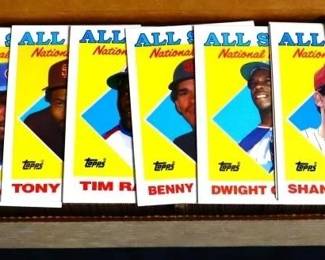 ALL
ALL S
ALL S
ALL S
ALL S
National
National
National
National
Topps
Topps
Topps
Topps
TONY
TIM RA
BENNY
DWIGHT G
SHAN